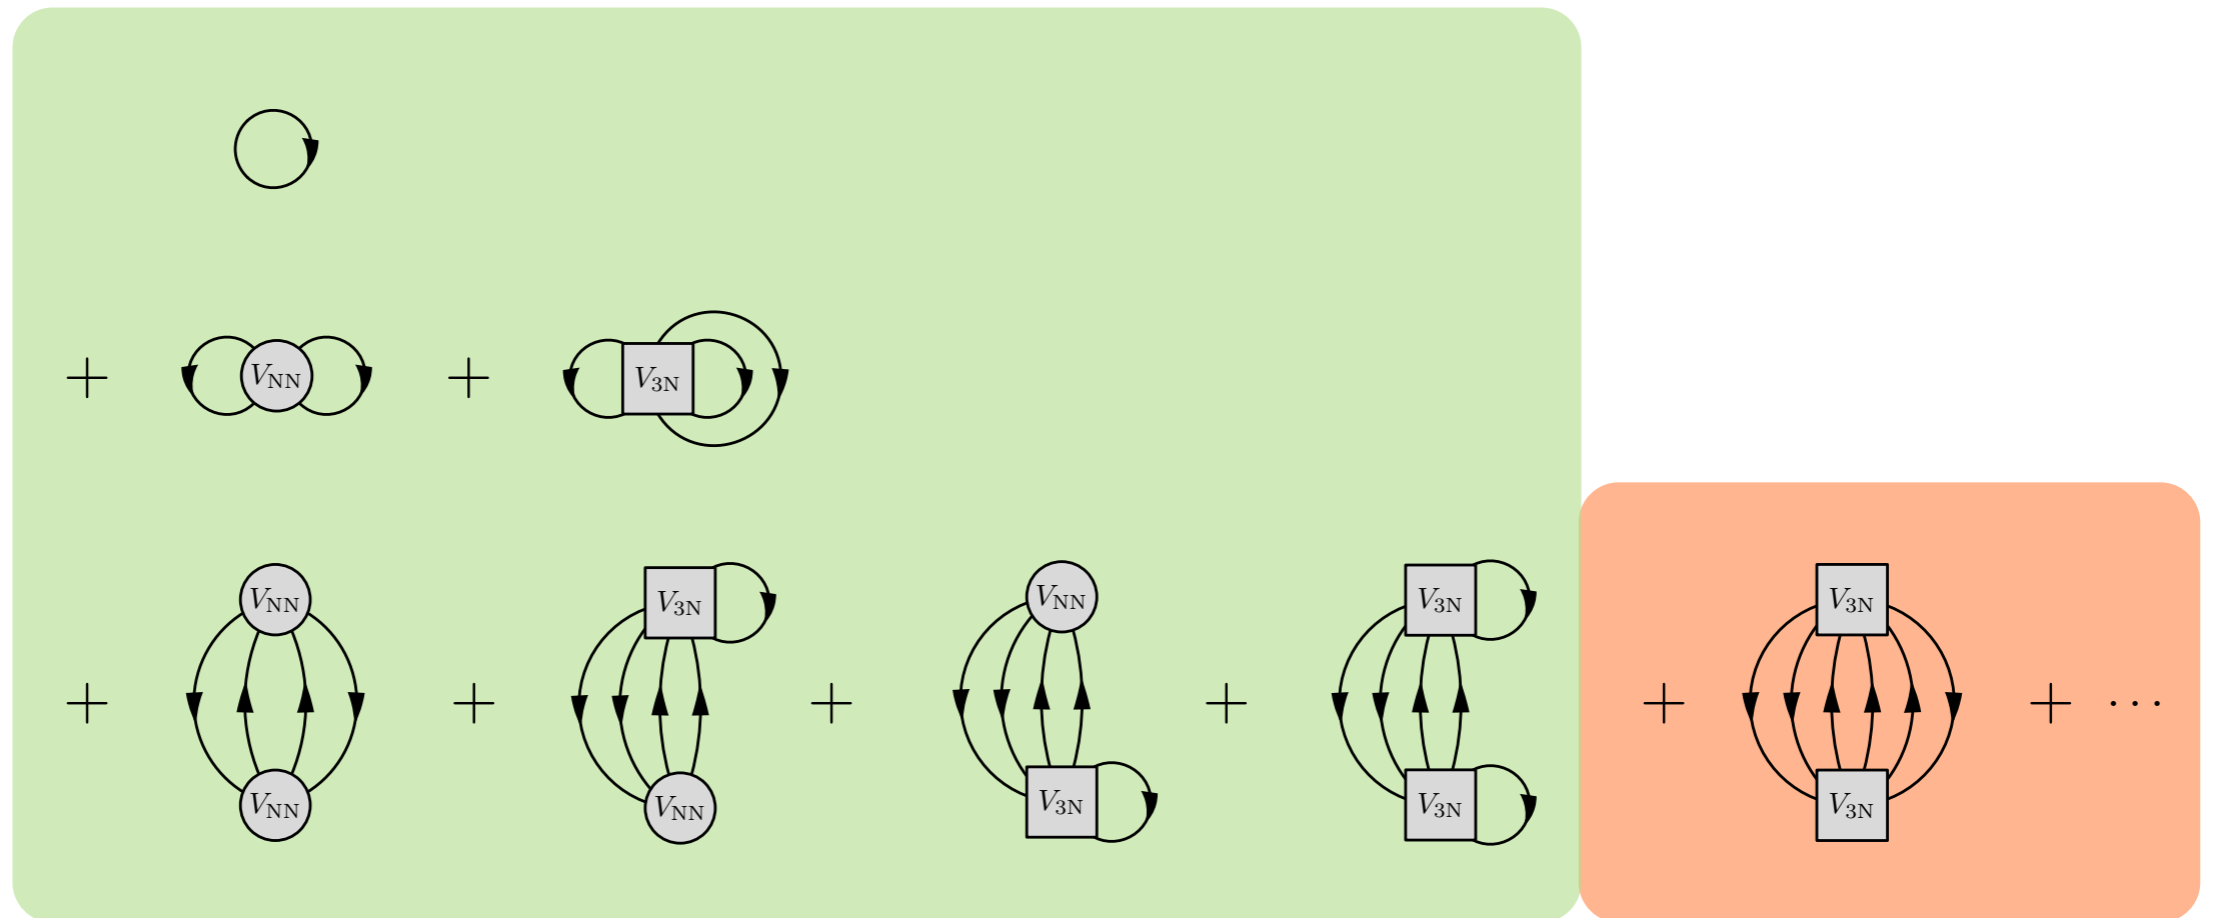 + V_NN + V_3N
V_NN V_3N V_NN V_3N V_3N
+ + + + + + ···
V_NN V_NN V_3N V_3N V_3N